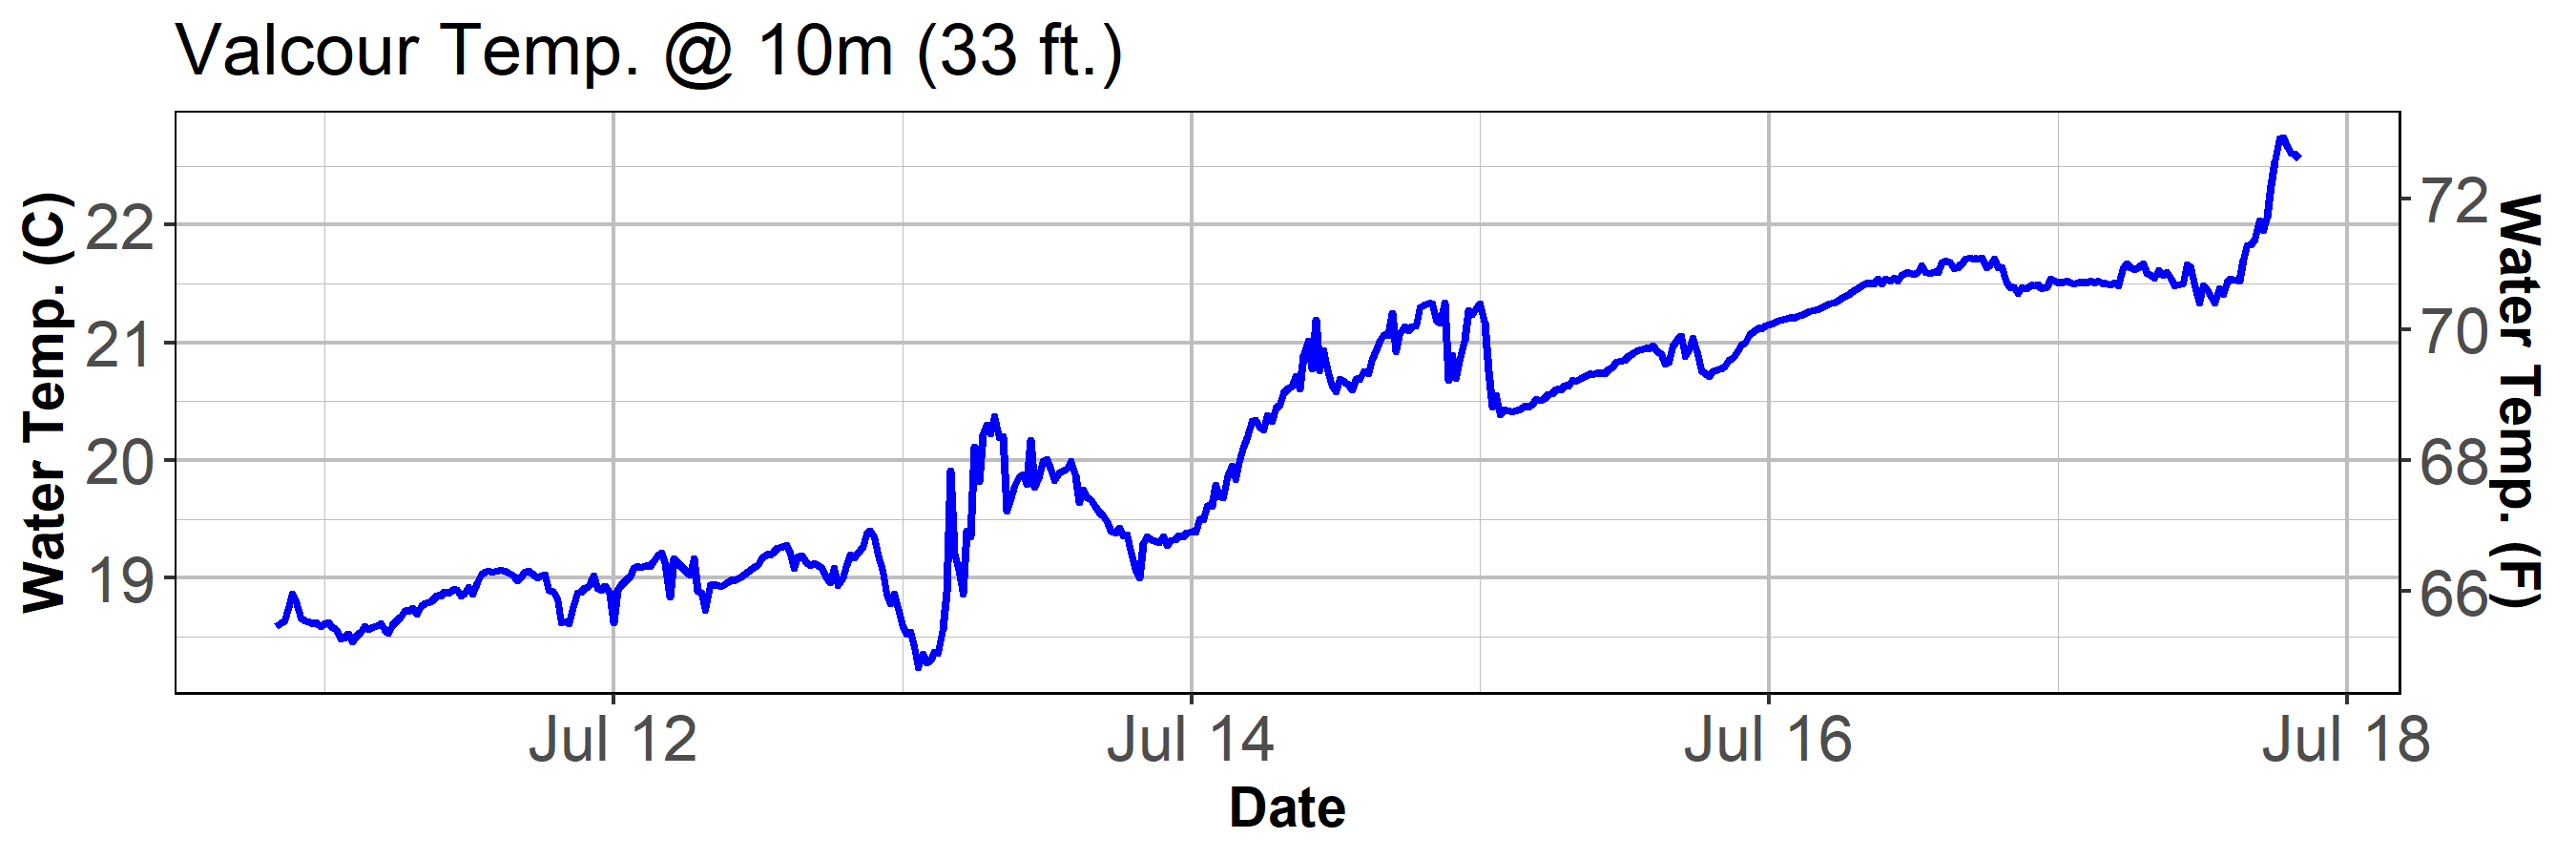 Valcour Temp. @ 10m (33 ft.)
Water Temp. (C)
22
21
20
19
72
70
68
66
Water Temp. (F)
Jul 12
Jul 14
Jul 16
Jul 18
Date